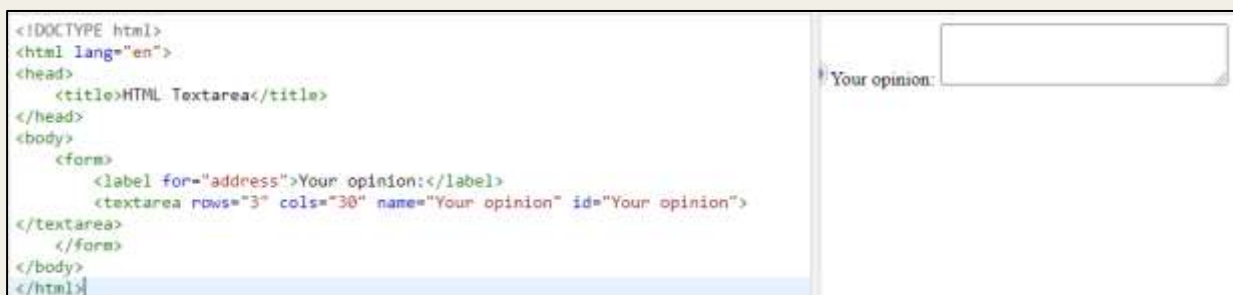 <!DOCTYPE html>
<html lang="en">
<head>
    <title>HTML Textarea</title>
</head>
<body>
    <form>
        <label for="address">Your opinion:</label>
        <textarea rows="3" cols="30" name="Your opinion" id="Your opinion">
</textarea>
    </form>
</body>
</html>
Your opinion: